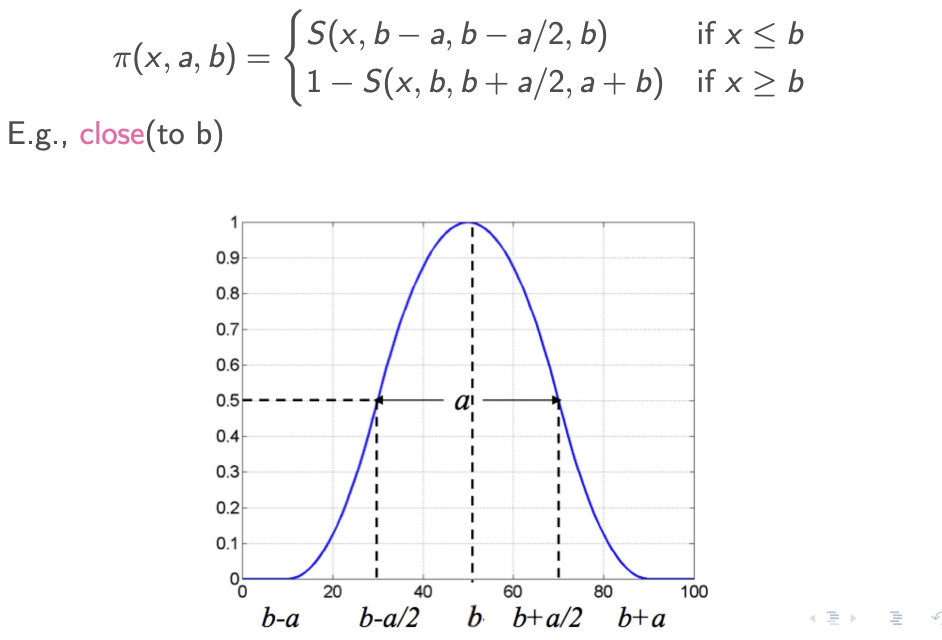 π(x, a, b) = { S(x, b − a, b − a/2, b) if x ≤ b
1 − S(x, b, b + a/2, a + b) if x ≥ b
E.g., close(to b)
1
0.9
0.8
0.7
0.6
0.5
a
0.4
0.3
0.2
0.1
0
0 20 40 60 80 100
b-a b-a/2 b b+a/2 b+a